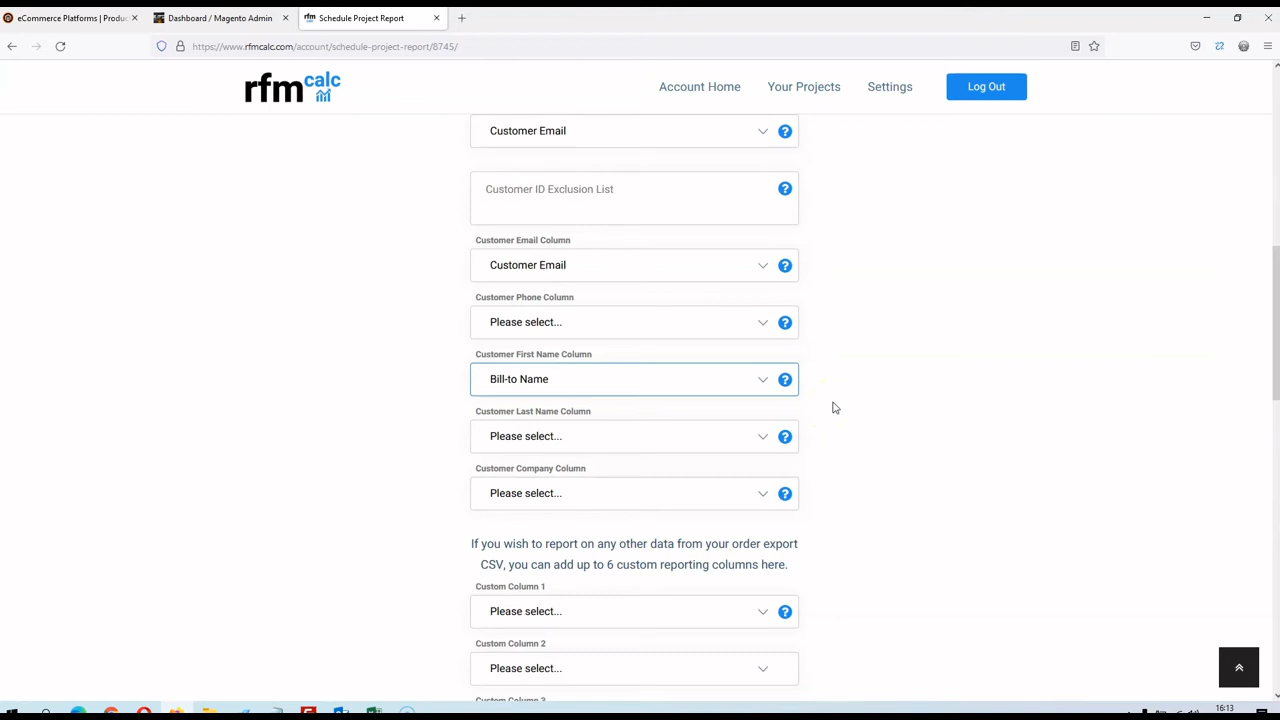 eCommerce Platforms | Produc
Dashboard / Magento Admin
rfm calc
Schedule Project Report
https://www.rfmcalc.com/account/schedule-project-report/8745/
rfm calc
Account Home
Your Projects
Settings
Log Out
Customer Email
?
Customer ID Exclusion List
?
Customer Email Column
Customer Email
?
Customer Phone Column
Please select...
?
Customer First Name Column
Bill-to Name
?
Customer Last Name Column
Please select...
?
Customer Company Column
Please select...
?
If you wish to report on any other data from your order export
CSV, you can add up to 6 custom reporting columns here.
Custom Column 1
Please select...
?
Custom Column 2
Please select...
Custom Column 3
16:13